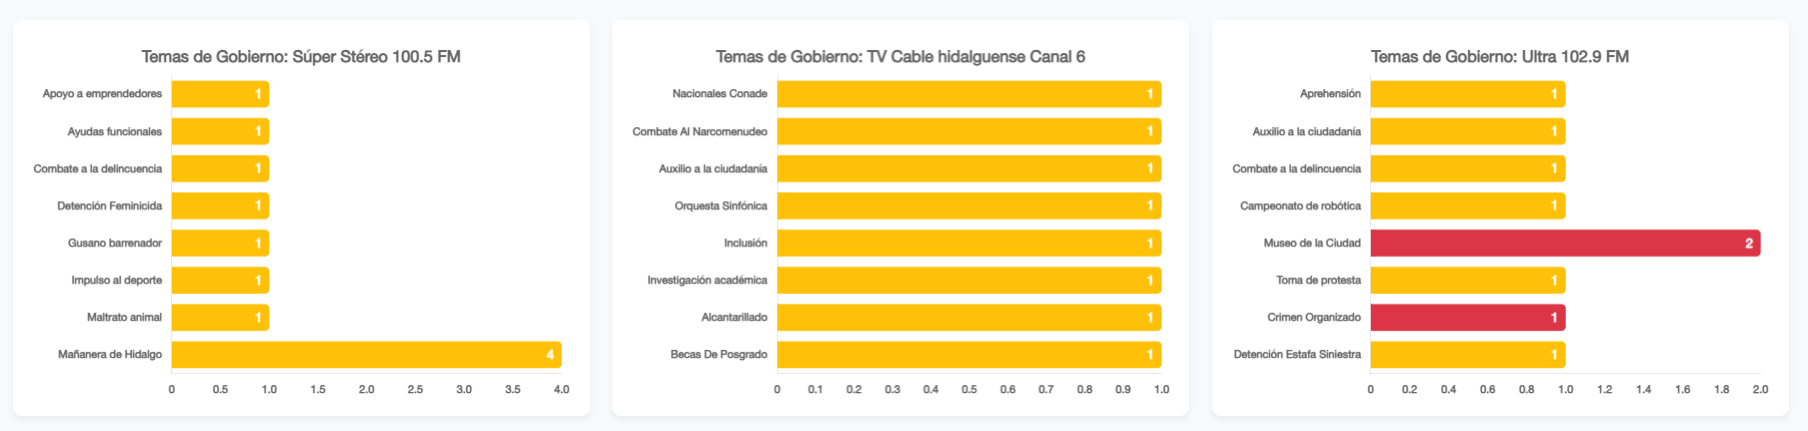 Temas de Gobierno: Súper Stéreo 100.5 FM
Apoyo a emprendedores 1
Ayudas funcionales 1
Combate a la delincuencia 1
Detención Feminicida 1
Gusano barrenador 1
Impulso al deporte 1
Maltrato animal 1
Mañanera de Hidalgo 4
0 0.5 1.0 1.5 2.0 2.5 3.0 3.5 4.0
Temas de Gobierno: TV Cable hidalguense Canal 6
Nacionales Conade 1
Combate Al Narcomenudeo 1
Auxilio a la ciudadanía 1
Orquesta Sinfónica 1
Inclusión 1
Investigación académica 1
Alcantarillado 1
Becas De Posgrado 1
0 0.1 0.2 0.3 0.4 0.5 0.6 0.7 0.8 0.9 1.0
Temas de Gobierno: Ultra 102.9 FM
Aprehensión 1
Auxilio a la ciudadanía 1
Combate a la delincuencia 1
Campeonato de robótica 1
Museo de la Ciudad 2
Toma de protesta 1
Crimen Organizado 1
Detención Estafa Siniestra 1
0 0.2 0.4 0.6 0.8 1.0 1.2 1.4 1.6 1.8 2.0